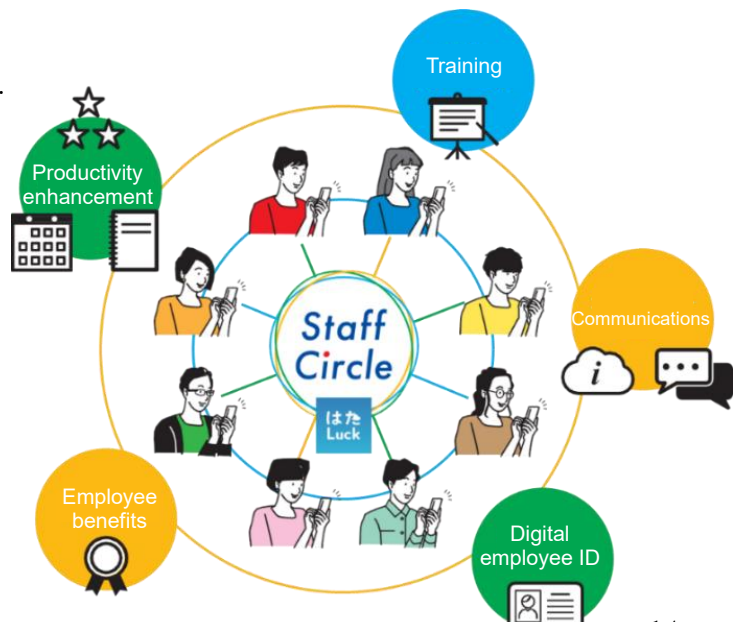 Training
Productivity
enhancement
Staff
Circle
はた
Luck
Communications
i
Employee
benefits
Digital
employee ID